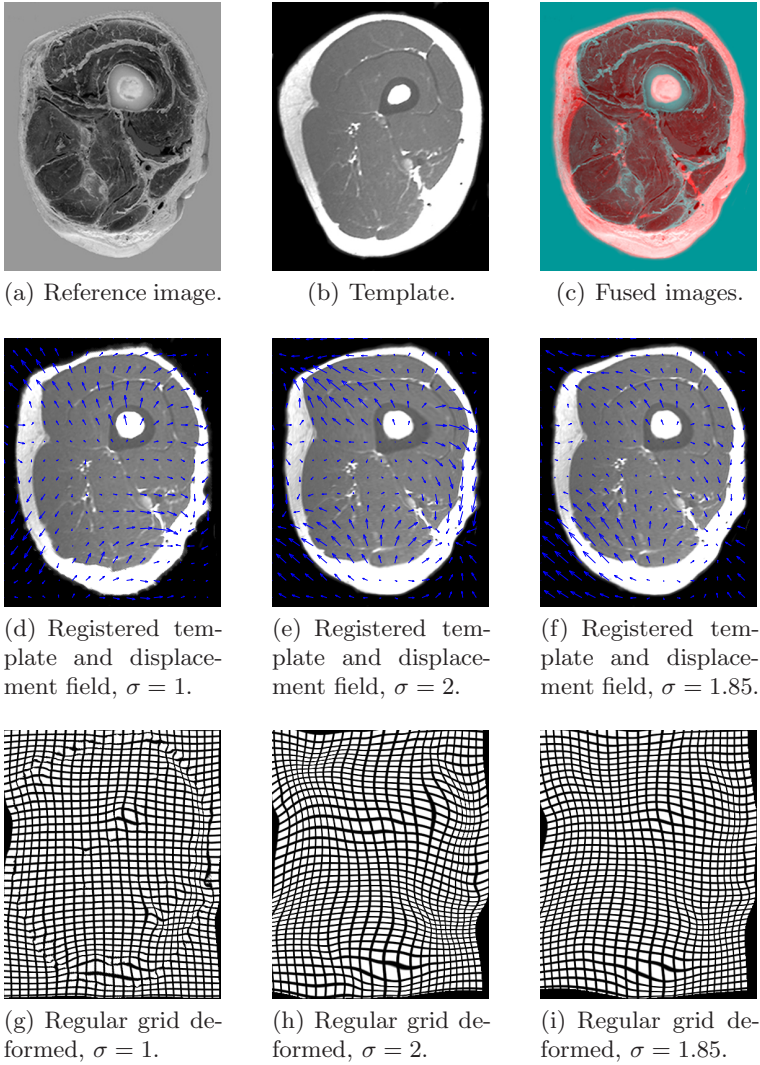 (a) Reference image.
(b) Template.
(c) Fused images.
(d) Registered tem-
plate and displace-
ment field, σ = 1.
(e) Registered tem-
plate and displace-
ment field, σ = 2.
(f) Registered tem-
plate and displace-
ment field, σ = 1.85.
(g) Regular grid de-
formed, σ = 1.
(h) Regular grid de-
formed, σ = 2.
(i) Regular grid de-
formed, σ = 1.85.